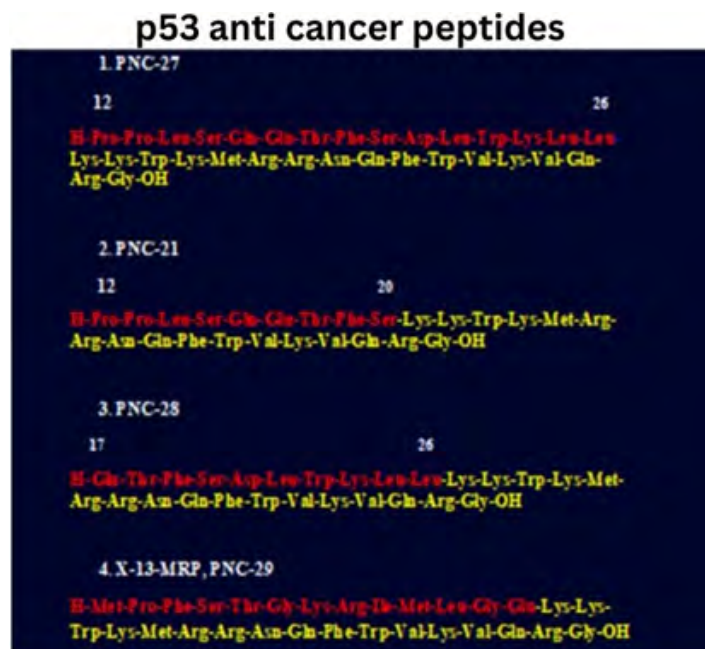 p53 anti cancer peptides
1. PNC-27
12 26
H-Pro-Pro-Leu-Ser-Gln-Gln-Thr-Phe-Ser-Asp-Leu-Trp-Lys-Leu-Leu
Lys-Lys-Trp-Lys-Met-Arg-Arg-Asn-Gln-Phe-Trp-Val-Lys-Val-Gln-
Arg-Gly-OH
2. PNC-21
12 20
H-Pro-Pro-Leu-Ser-Gln-Gln-Thr-Phe-Ser-Lys-Lys-Trp-Lys-Met-Arg-
Arg-Asn-Gln-Phe-Trp-Val-Lys-Val-Gln-Arg-Gly-OH
3. PNC-28
17 26
H-Gln-Thr-Phe-Ser-Asp-Leu-Trp-Lys-Leu-Leu-Lys-Lys-Trp-Lys-Met-
Arg-Arg-Asn-Gln-Phe-Trp-Val-Lys-Val-Gln-Arg-Gly-OH
4. X-13-MRP, PNC-29
H-Met-Pro-Phe-Ser-Thr-Gly-Lys-Arg-Ile-Met-Leu-Gly-Gln-Lys-Lys-
Trp-Lys-Met-Arg-Arg-Asn-Gln-Phe-Trp-Val-Lys-Val-Gln-Arg-Gly-OH